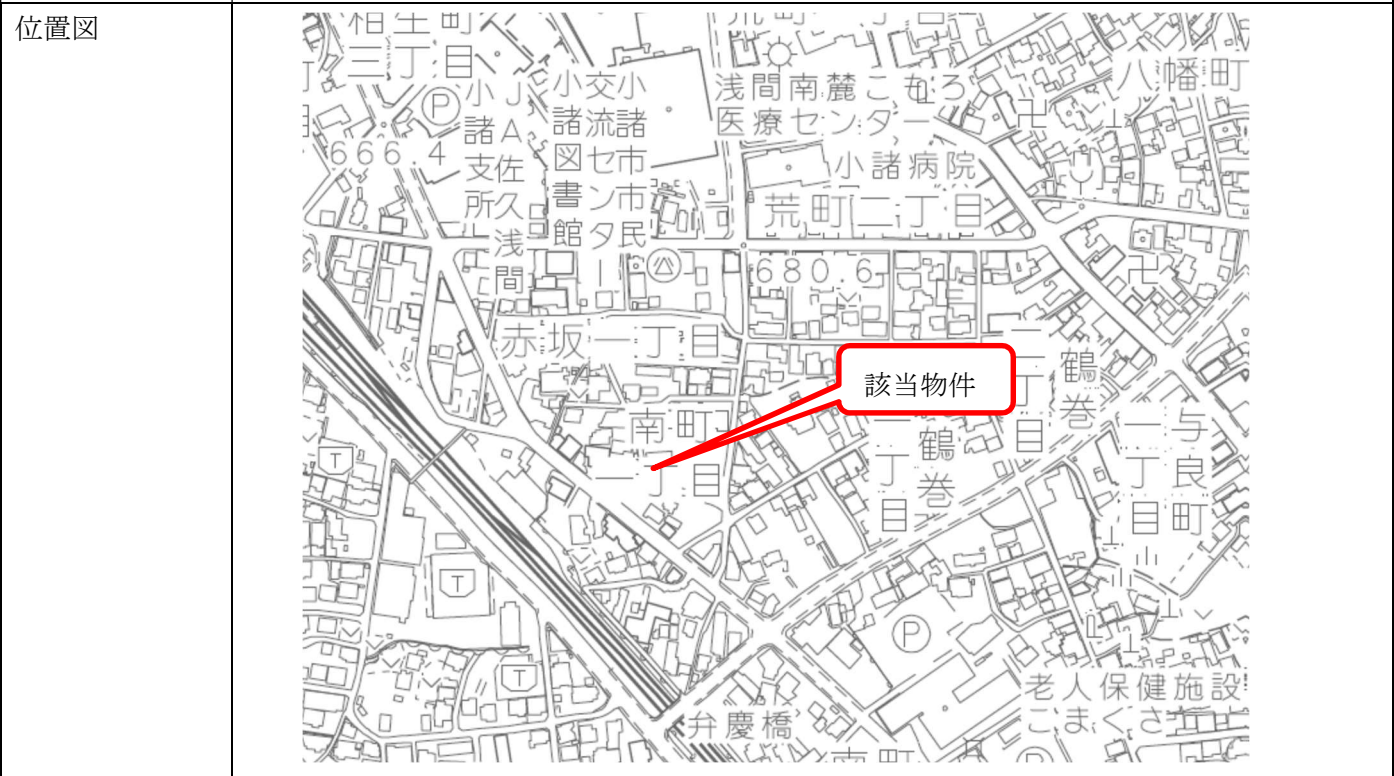 位置図
相生町
三丁目
荒町一丁目
八幡町
小諸支所
JA佐久浅間
小諸図書館
交流センター
小諸市市民
浅間南麓こもろ
医療センター
小諸病院
荒町二丁目
666.4
680.6
赤坂一丁目
該当物件
南町
二丁目
鶴巻
二丁目
鶴巻
与良町
一丁目
P
T
T
T
P
老人保健施設
こまくさ
弁慶橋
南町